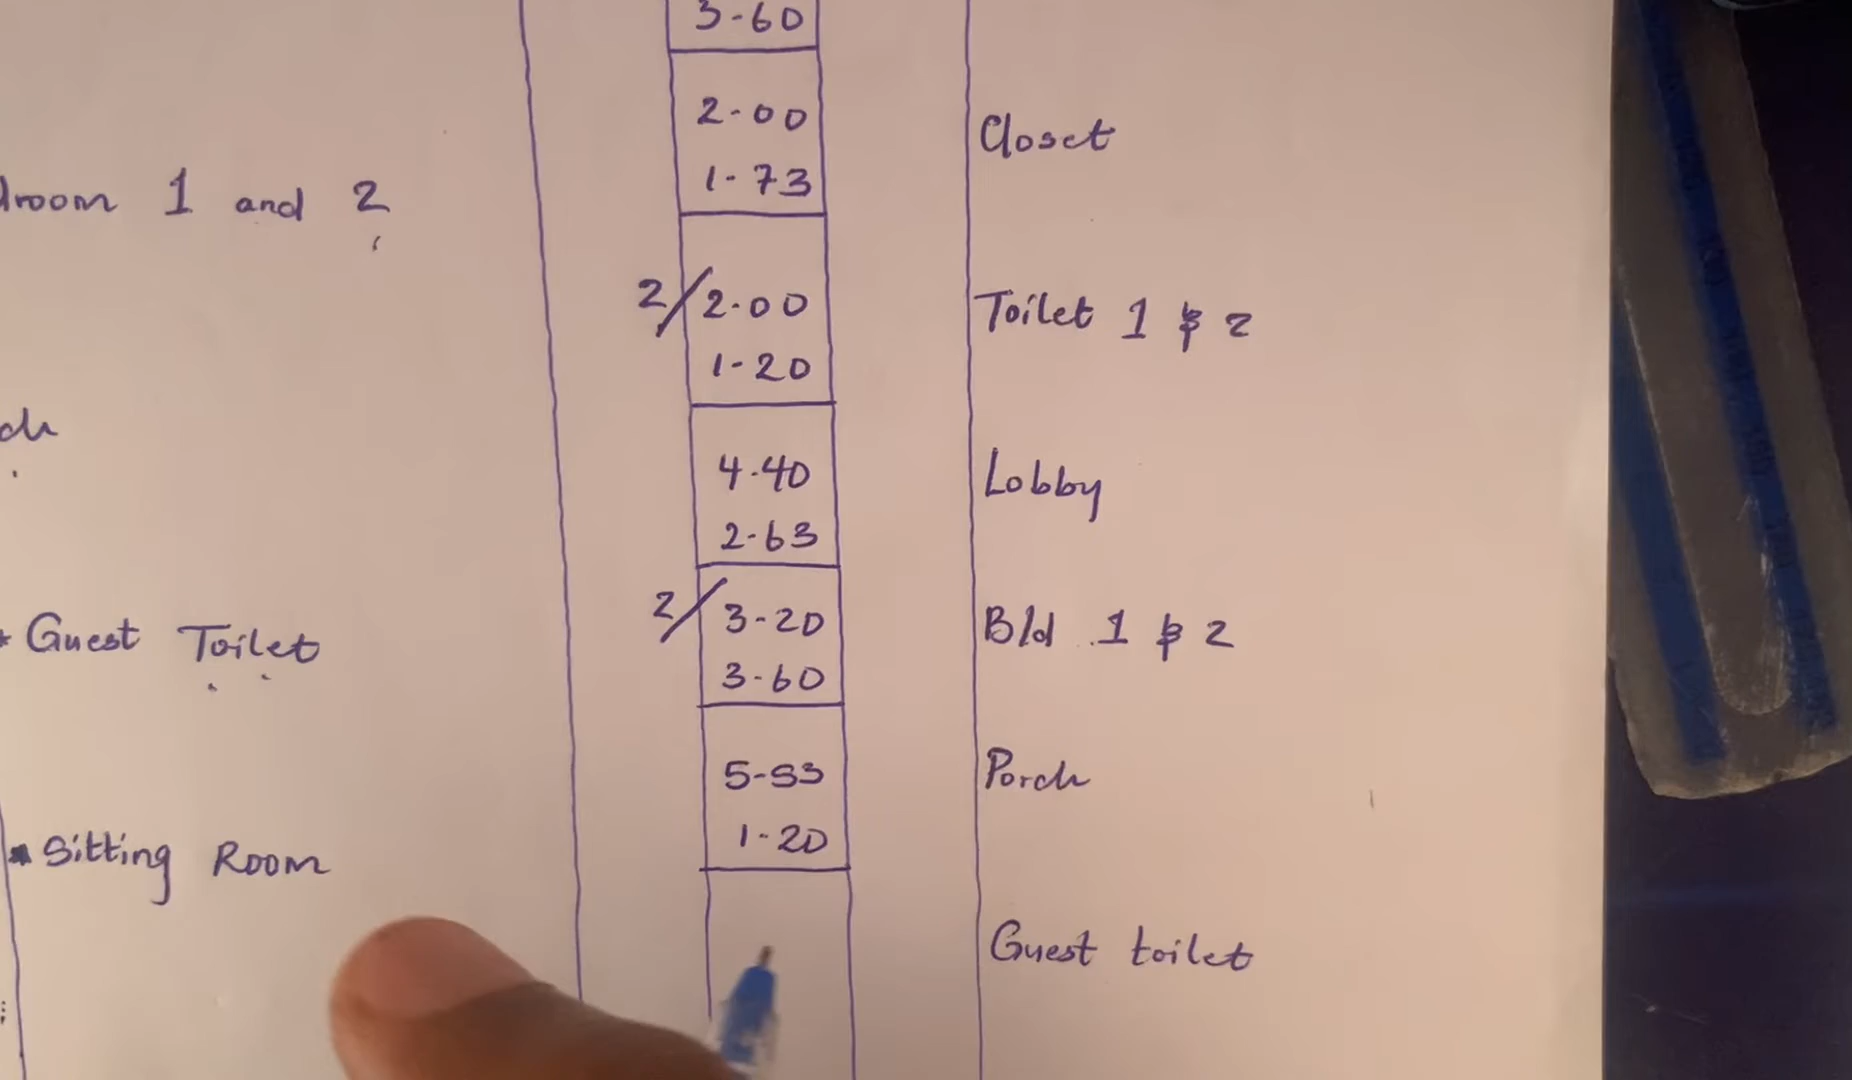 3-60
2-00
Closet
1-73
room 1 and 2
2/ 2.00
Toilet 1 & 2
1-20
4.40
Lobby
2-63
2/ 3-20
B/d 1 & 2
3-60
* Guest Toilet
5-53
Porch
1-20
Sitting Room
Guest toilet